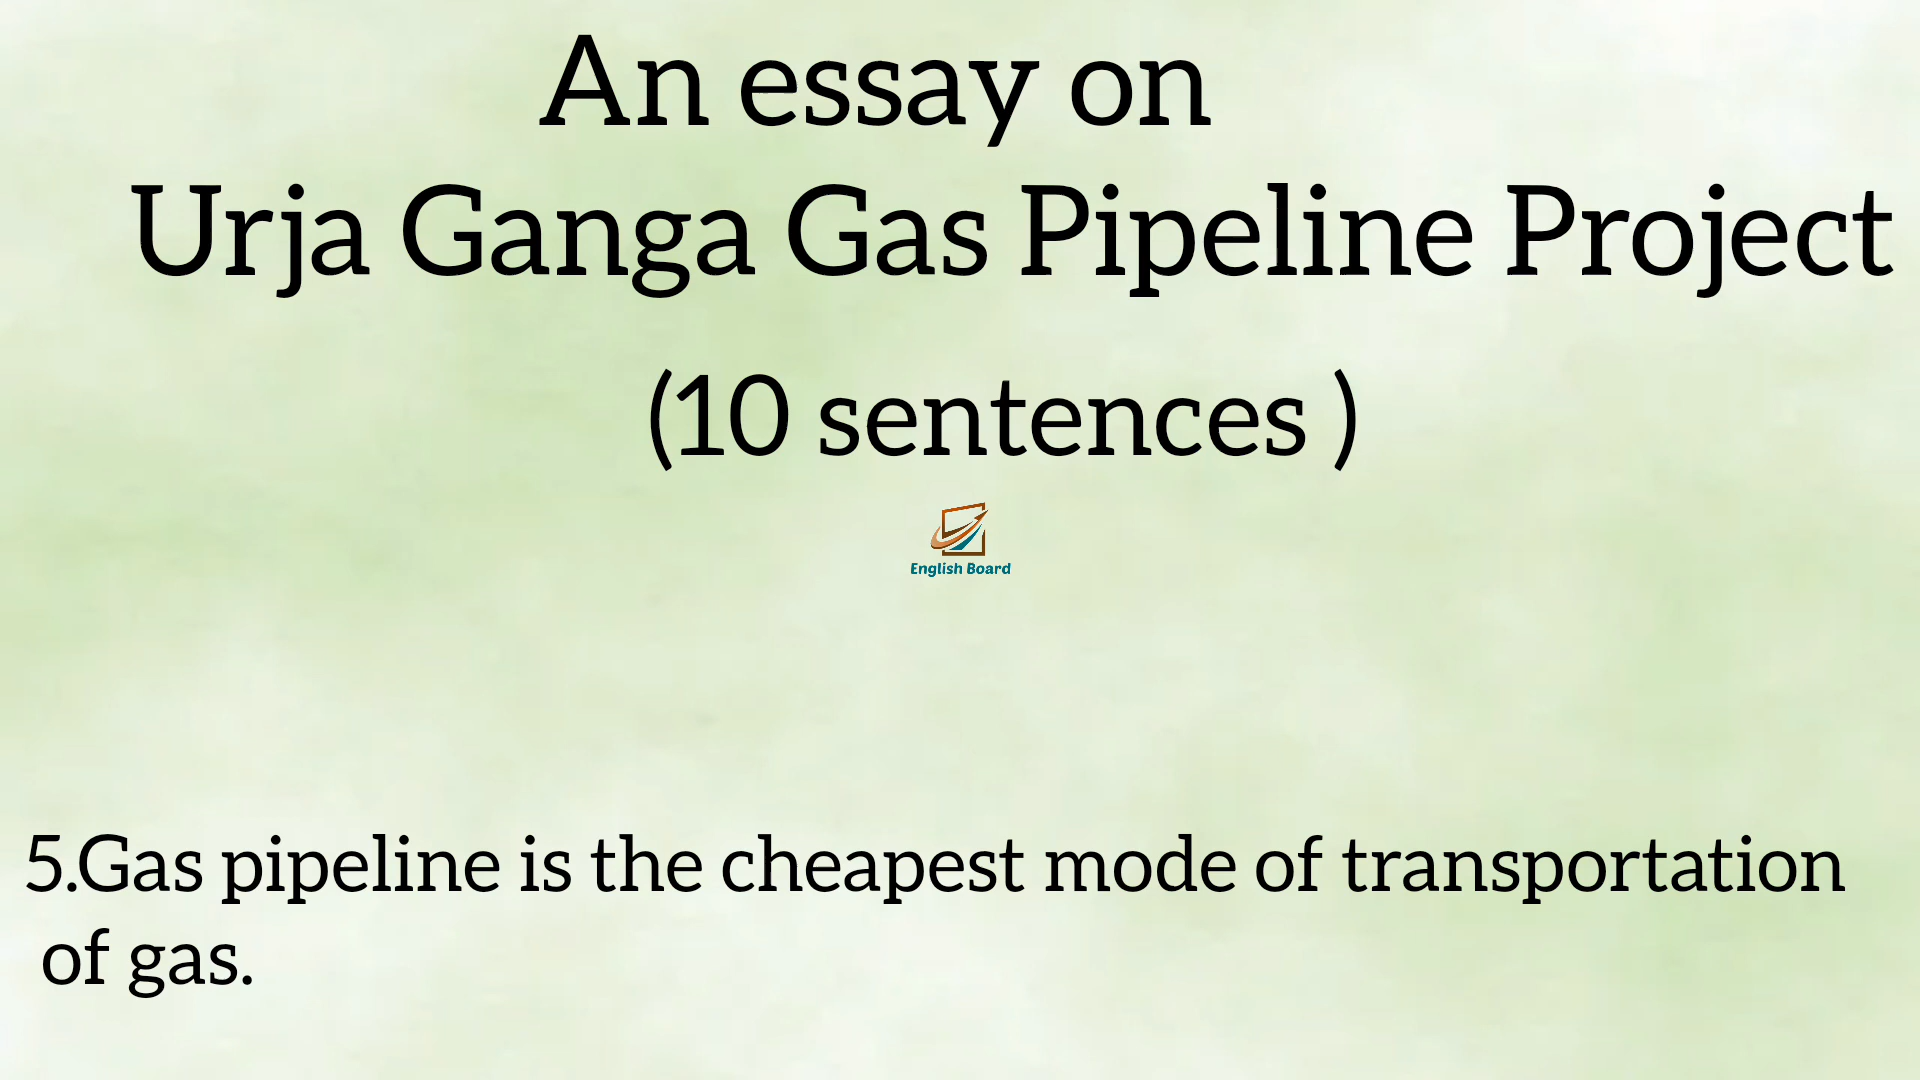 An essay on
Urja Ganga Gas Pipeline Project
(10 sentences )
English Board
5.Gas pipeline is the cheapest mode of transportation
of gas.